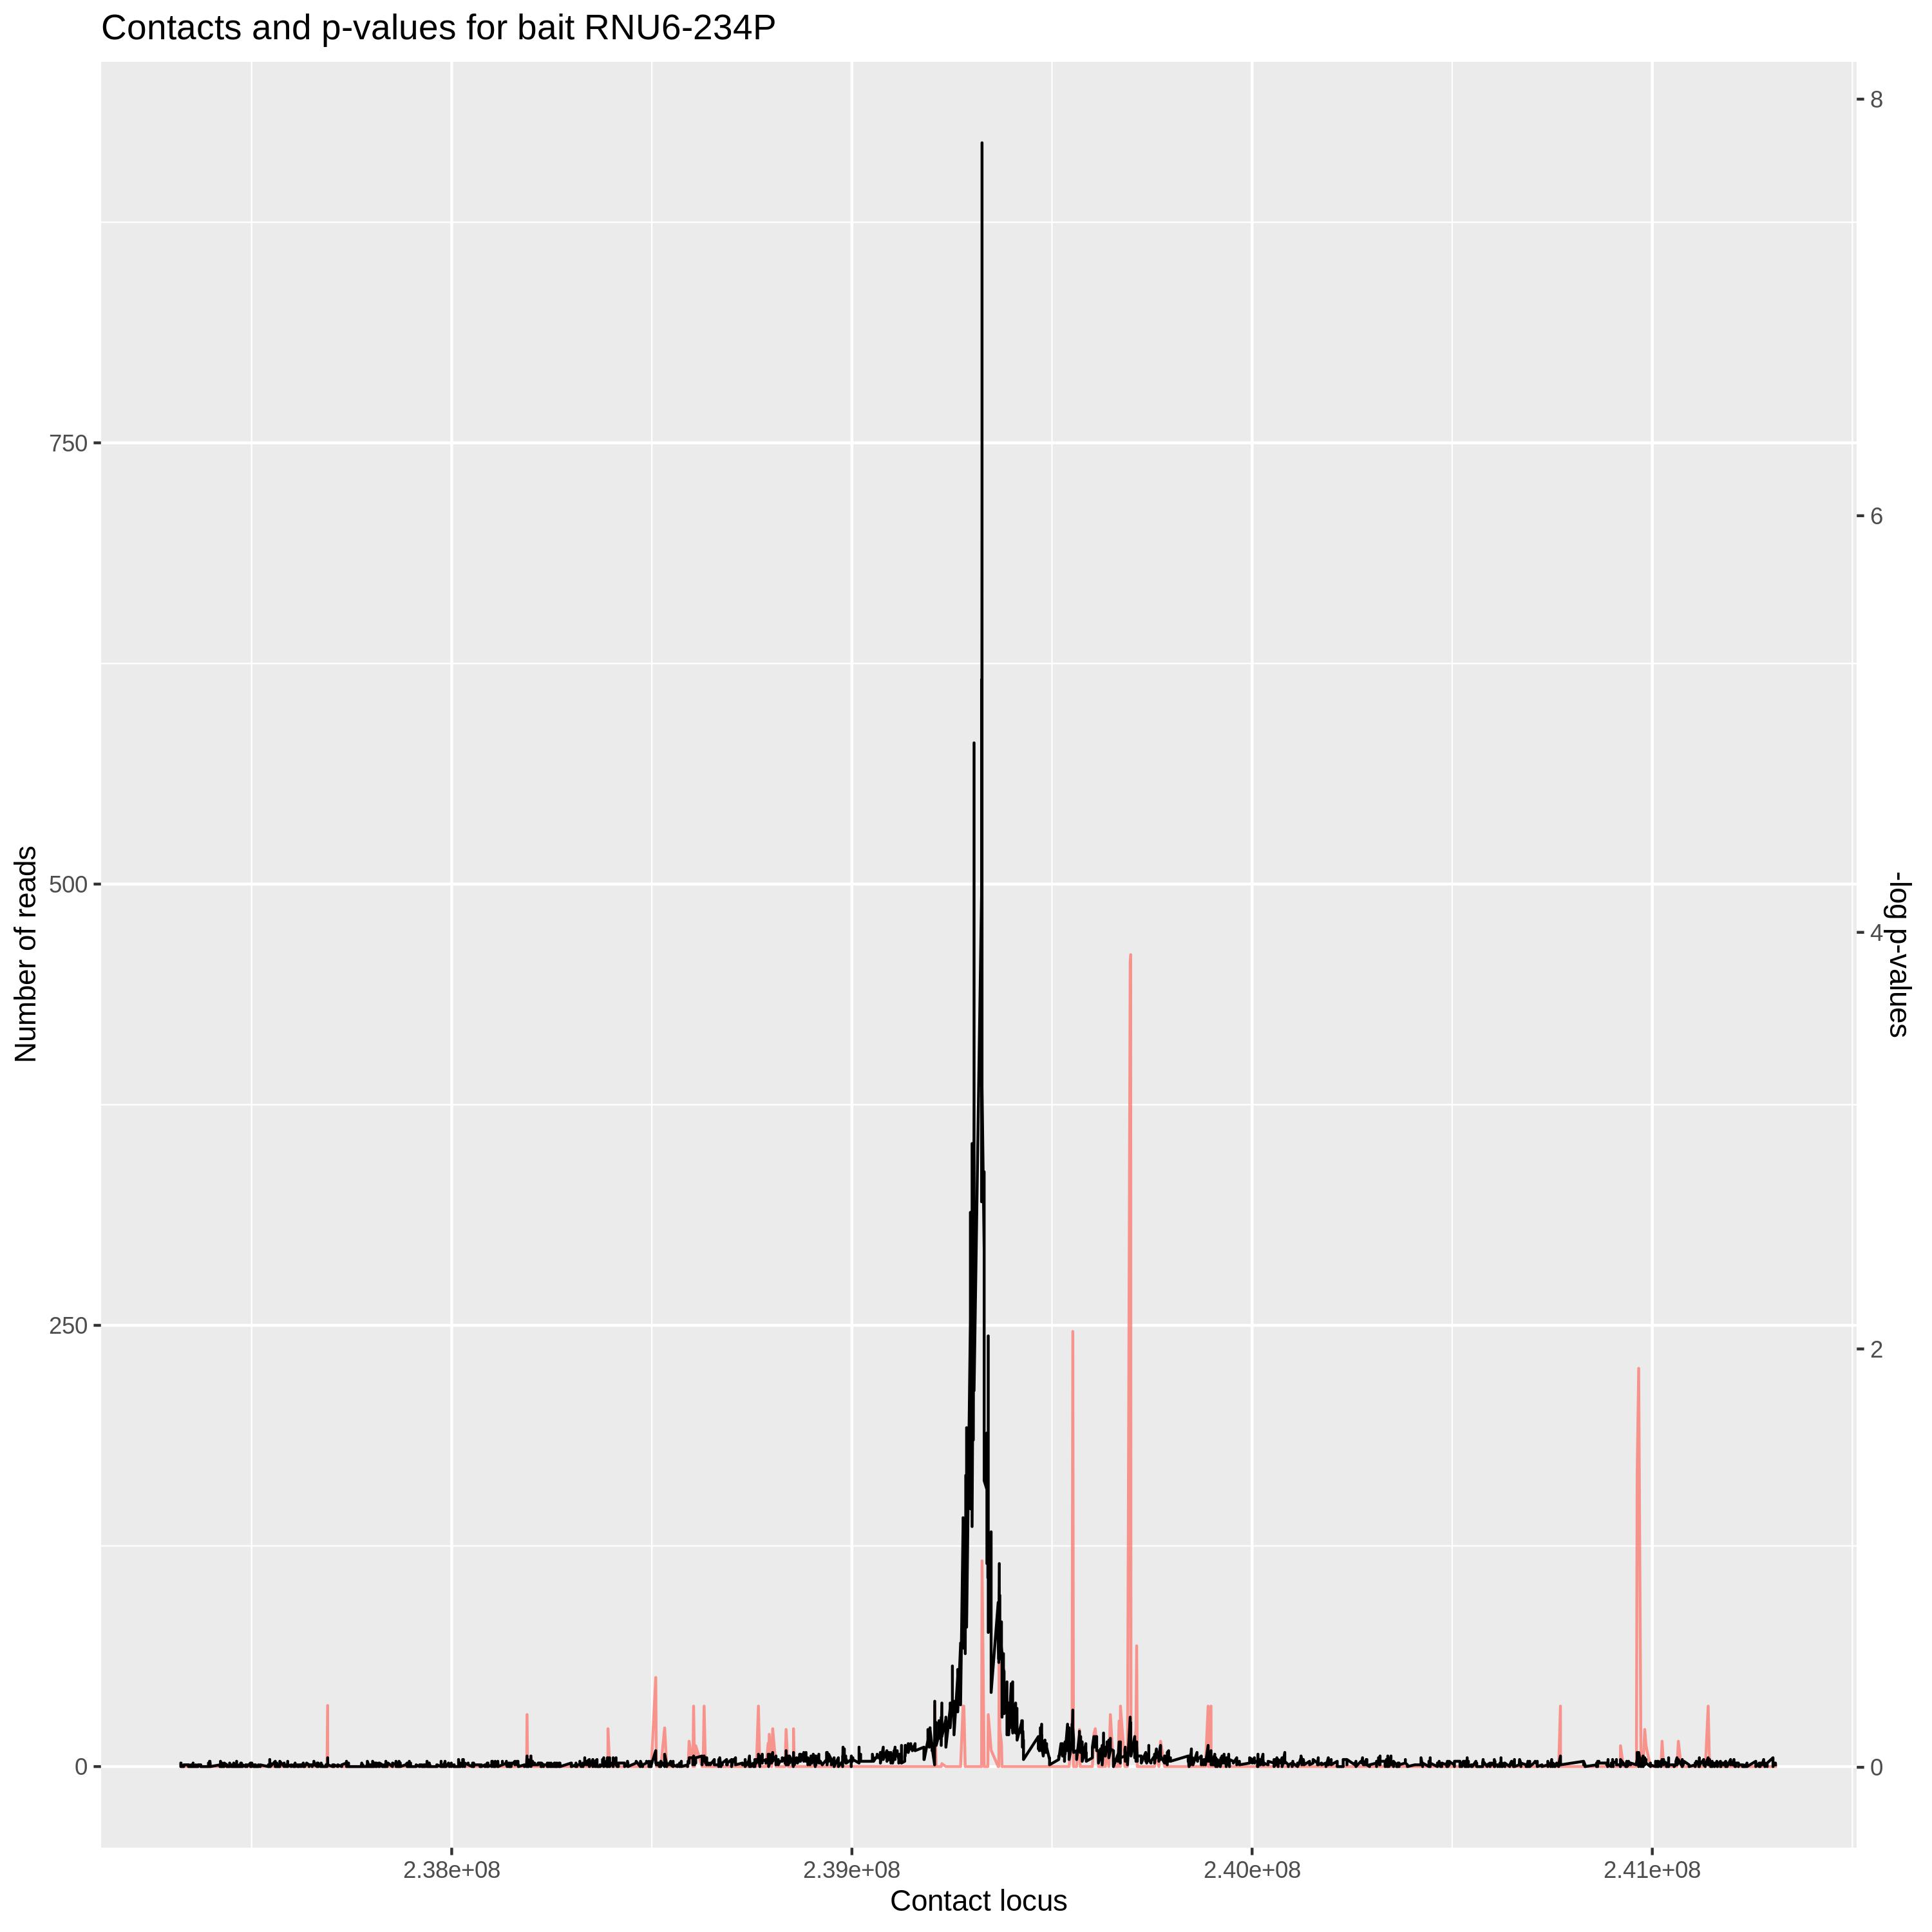 Contacts and p-values for bait RNU6-234P
8
750
6
500
4
Number of reads
-log p-values
250
2
0
0
2.38e+08
2.39e+08
2.40e+08
2.41e+08
Contact locus